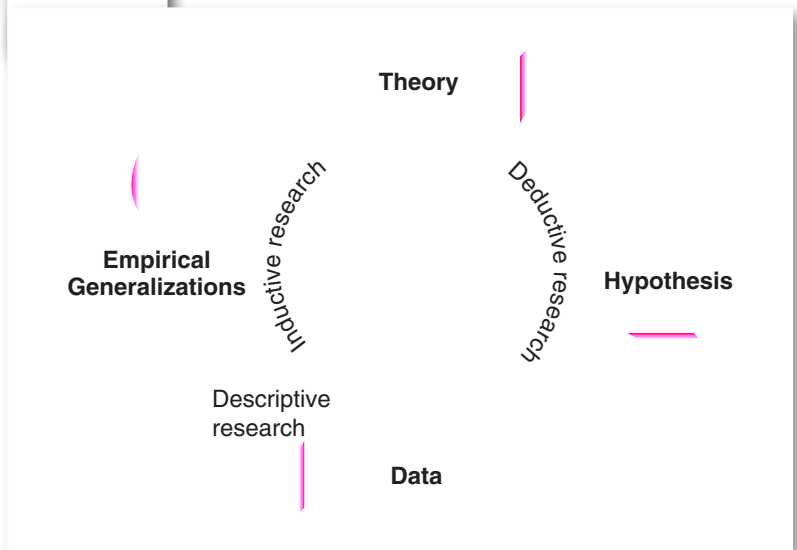 Theory
Inductive research
Deductive research
Empirical
Generalizations
Hypothesis
Descriptive
research
Data